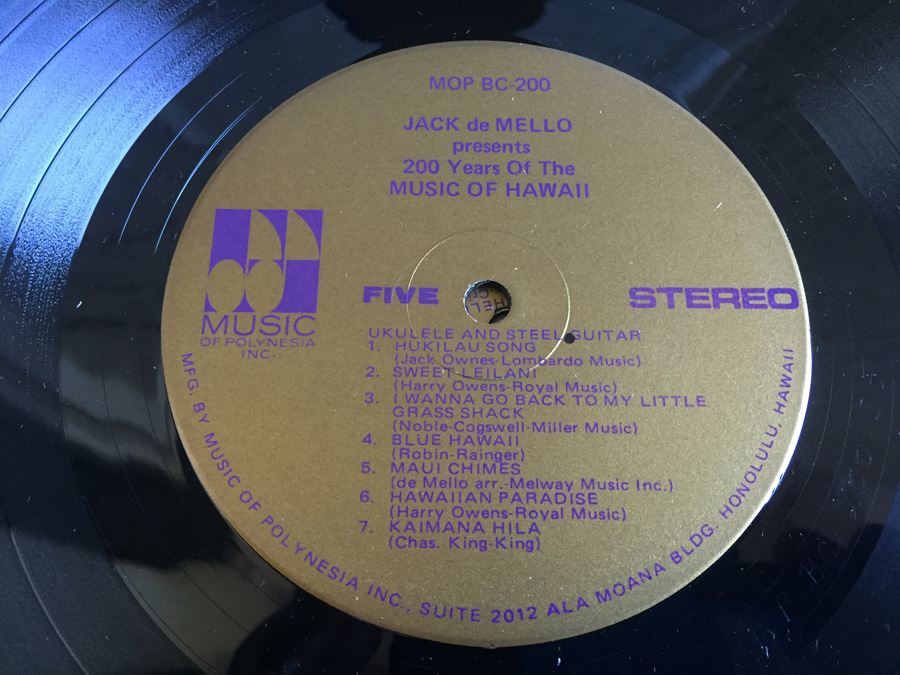 MOP BC-200
JACK de MELLO
presents
200 Years Of The
MUSIC OF HAWAII
MUSIC
OF POLYNESIA
INC.
FIVE
STEREO
UKULELE AND STEEL GUITAR
1. HUKILAU SONG
(Jack Ownes-Lombardo Music)
2. SWEET LEILANI
(Harry Owens-Royal Music)
3. I WANNA GO BACK TO MY LITTLE
GRASS SHACK
(Noble-Cogswell-Miller Music)
4. BLUE HAWAII
(Robin-Rainger)
5. MAUI CHIMES
(de Mello arr.-Melway Music Inc.)
6. HAWAIIAN PARADISE
(Harry Owens-Royal Music)
7. KAIMANA HILA
(Chas. King-King)
MFG. BY MUSIC OF POLYNESIA INC., SUITE 2012 ALA MOANA BLDG. HONOLULU, HAWAII